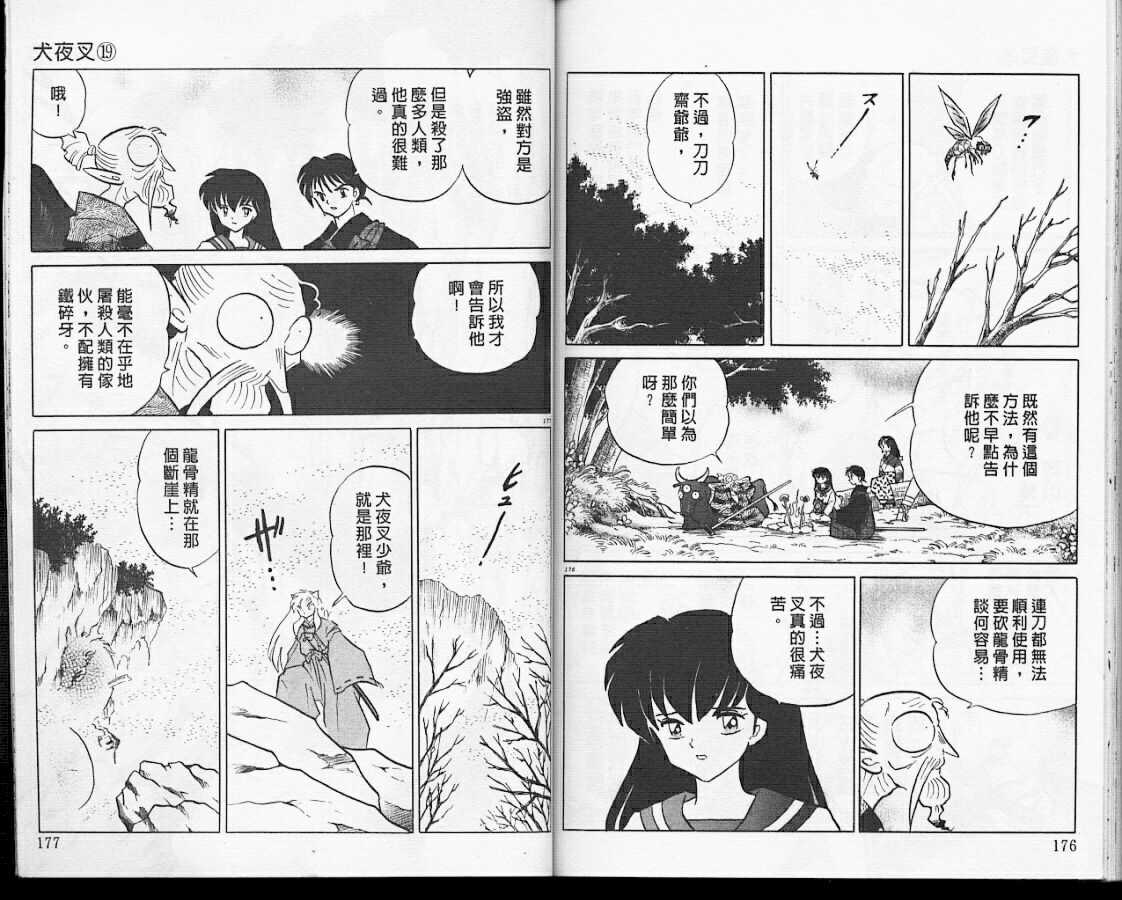 ブ…
ス
不過，刀刀
齋爺爺，
既然有這個
方法，為什
麼不早點告
訴他呢？
你們以為
那麼簡單
呀？
176
連刀都無法
順利使用，
要砍龍骨精
談何容易…
不過…犬夜
叉真的很痛
苦。
176
犬夜叉⑲
雖然對方是
強盜，
但是殺了那
麼多人類，
他真的很難
過。
哦！
所以我才
會告訴他
啊！
能毫不在乎地
屠殺人類的傢
伙，不配擁有
鐵碎牙。
ヒュー
犬夜叉少爺，
就是那裡！
龍骨精就在那
個斷崖上…
177